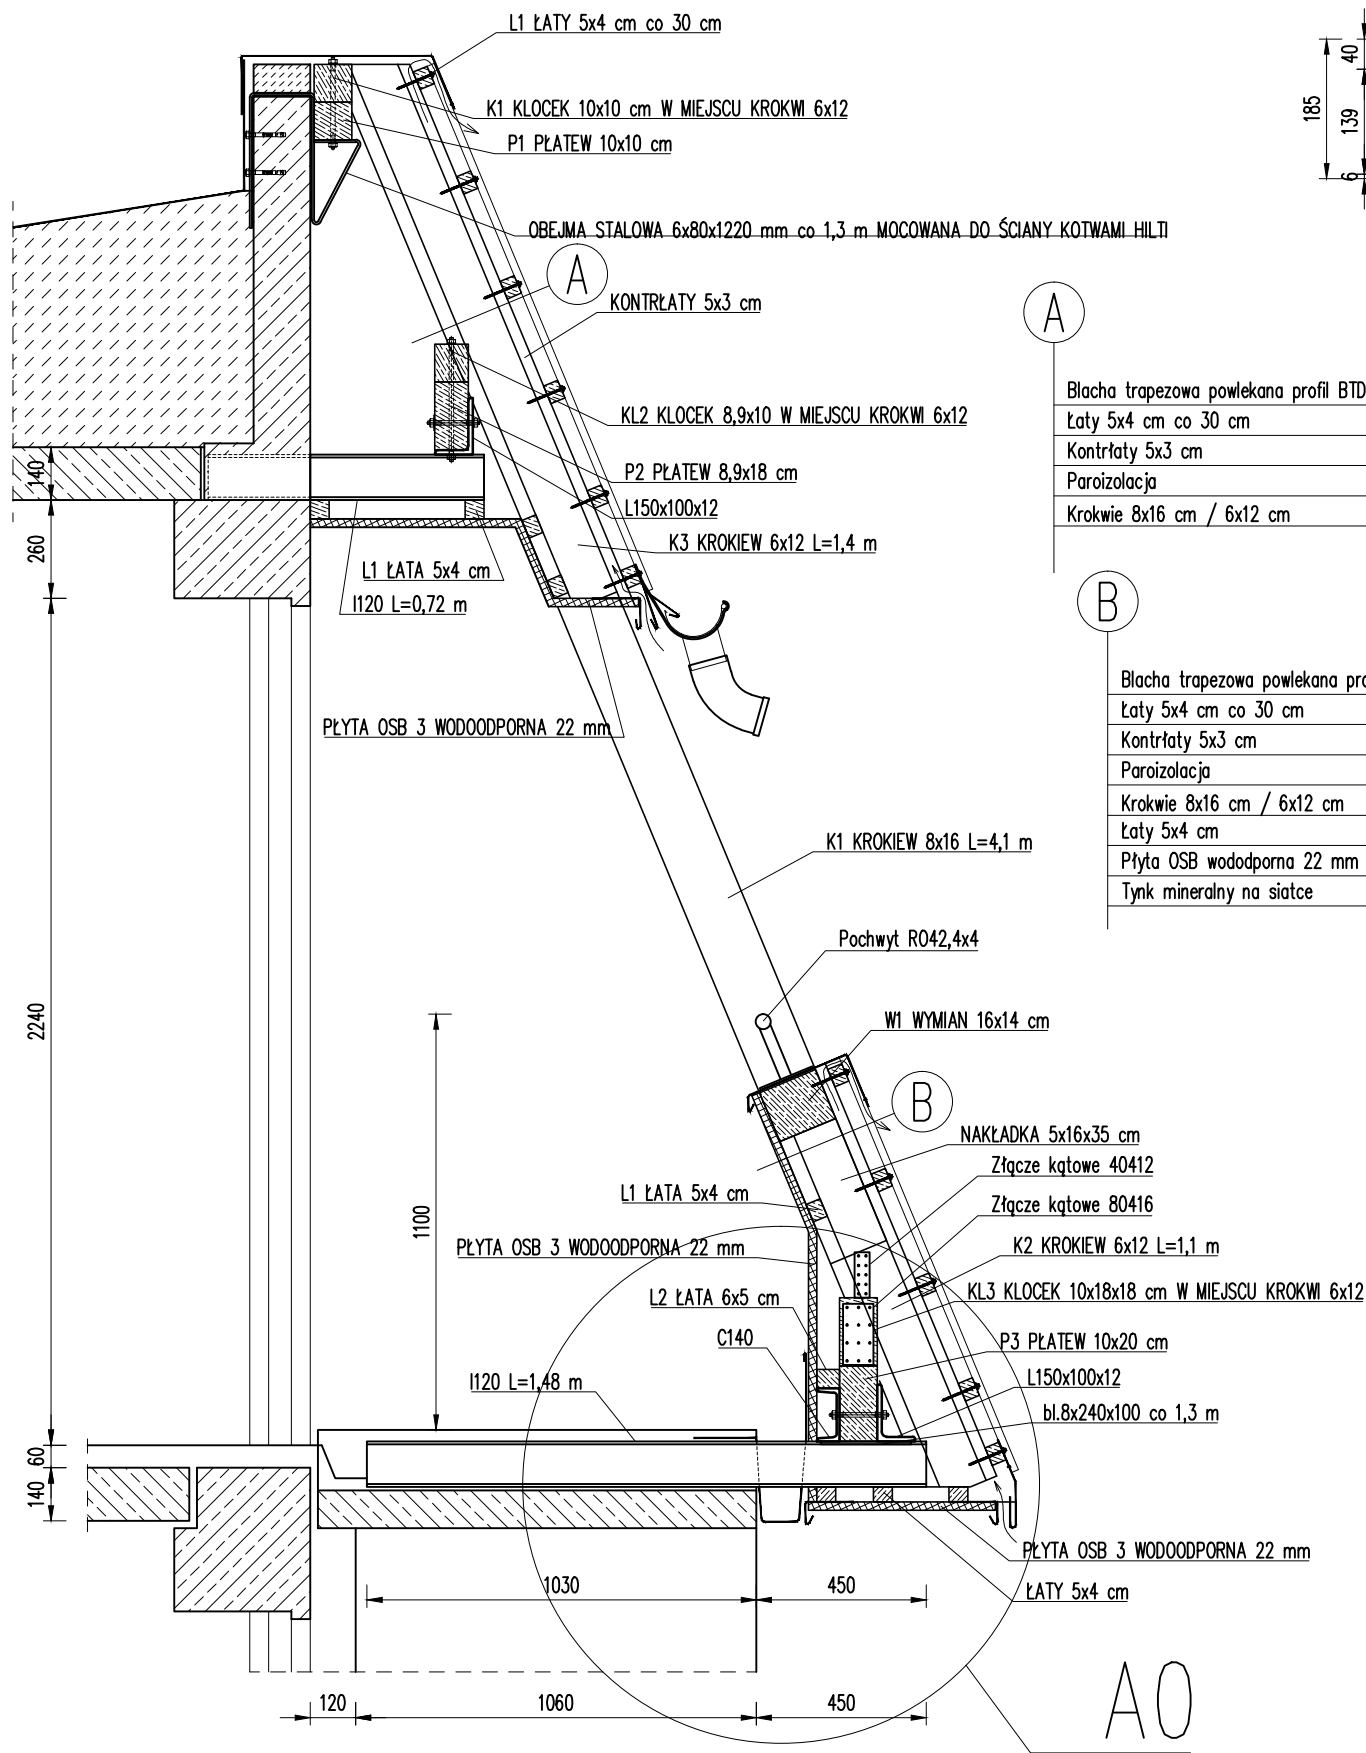 L1 ŁATY 5x4 cm co 30 cm
K1 KLOCEK 10x10 cm W MIEJSCU KROKWI 6x12
P1 PŁATEW 10x10 cm
OBEJMA STALOWA 6x80x1220 mm co 1,3 m MOCOWANA DO ŚCIANY KOTWAMI HILTI
A
KONTRŁATY 5x3 cm
KL2 KLOCEK 8,9x10 W MIEJSCU KROKWI 6x12
P2 PŁATEW 8,9x18 cm
L150x100x12
K3 KROKIEW 6x12 L=1,4 m
L1 ŁATA 5x4 cm
I120 L=0,72 m
PŁYTA OSB 3 WODOODPORNA 22 mm
185
40
139
6
A
Blacha trapezowa powlekana profil BTD
Łaty 5x4 cm co 30 cm
Kontrłaty 5x3 cm
Paroizolacja
Krokwie 8x16 cm / 6x12 cm
B
Blacha trapezowa powlekana pro
Łaty 5x4 cm co 30 cm
Kontrłaty 5x3 cm
Paroizolacja
Krokwie 8x16 cm / 6x12 cm
Łaty 5x4 cm
Płyta OSB wododporna 22 mm
Tynk mineralny na siatce
140
260
2240
60
140
1100
K1 KROKIEW 8x16 L=4,1 m
Pochwyt RO42,4x4
W1 WYMIAN 16x14 cm
B
NAKŁADKA 5x16x35 cm
Złącze kątowe 40412
Złącze kątowe 80416
K2 KROKIEW 6x12 L=1,1 m
KL3 KLOCEK 10x18x18 cm W MIEJSCU KROKWI 6x12
P3 PŁATEW 10x20 cm
L150x100x12
bl.8x240x100 co 1,3 m
L1 ŁATA 5x4 cm
PŁYTA OSB 3 WODOODPORNA 22 mm
L2 ŁATA 6x5 cm
C140
I120 L=1,48 m
PŁYTA OSB 3 WODOODPORNA 22 mm
ŁATY 5x4 cm
1030
450
120
1060
450
A0